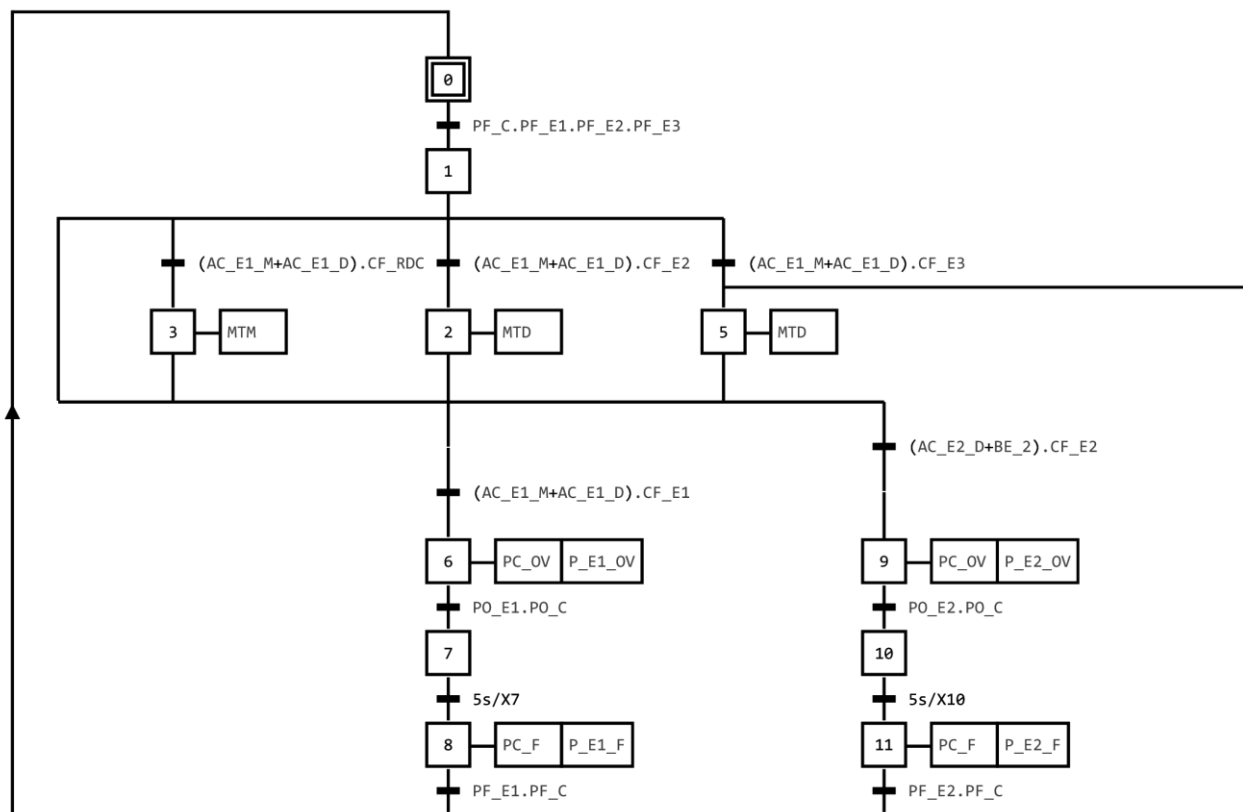 0
PF_C.PF_E1.PF_E2.PF_E3
1
(AC_E1_M+AC_E1_D).CF_RDC (AC_E1_M+AC_E1_D).CF_E2 (AC_E1_M+AC_E1_D).CF_E3
3 MTM 2 MTD 5 MTD
(AC_E2_D+BE_2).CF_E2
(AC_E1_M+AC_E1_D).CF_E1
6 PC_OV P_E1_OV 9 PC_OV P_E2_OV
PO_E1.PO_C PO_E2.PO_C
7 10
5s/X7 5s/X10
8 PC_F P_E1_F 11 PC_F P_E2_F
PF_E1.PF_C PF_E2.PF_C